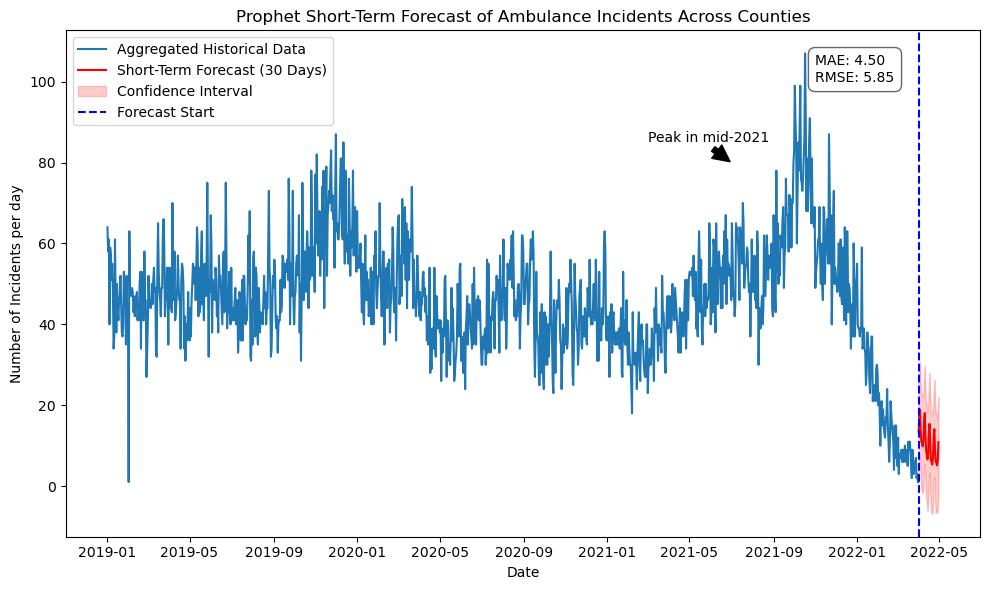 Prophet Short-Term Forecast of Ambulance Incidents Across Counties
Aggregated Historical Data
Short-Term Forecast (30 Days)
Confidence Interval
Forecast Start
MAE: 4.50
RMSE: 5.85
Peak in mid-2021
Number of Incidents per day
100
80
60
40
20
0
2019-01
2019-05
2019-09
2020-01
2020-05
2020-09
2021-01
2021-05
2021-09
2022-01
2022-05
Date